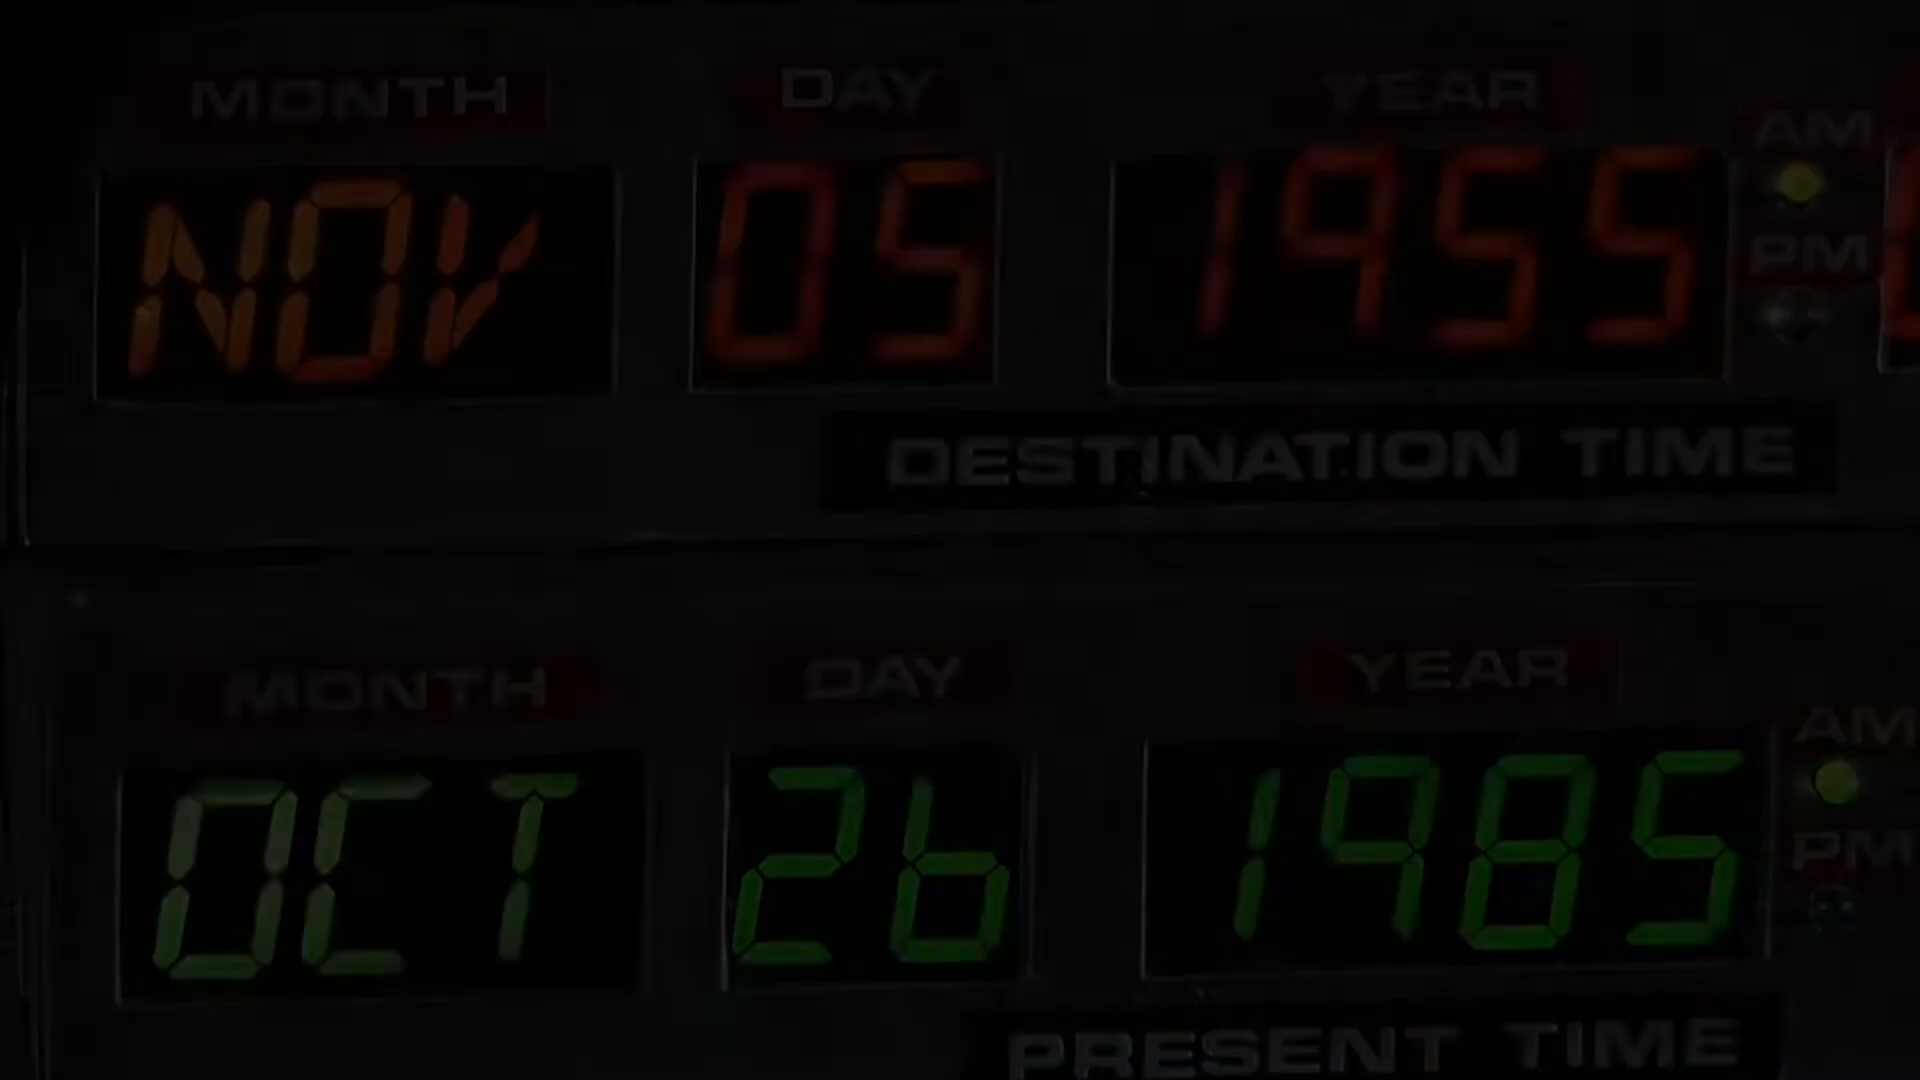 MONTH DAY YEAR
AM
NOV 05 1955
PM
DESTINATION TIME
MONTH DAY YEAR
AM
OCT 26 1985
PM
PRESENT TIME